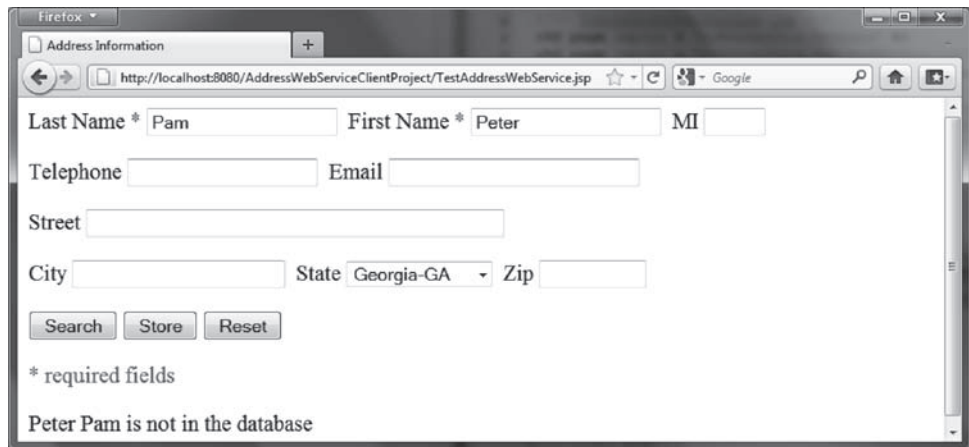 Firefox
Address Information
http://localhost:8080/AddressWebServiceClientProject/TestAddressWebService.jsp Google
Last Name * Pam First Name * Peter MI
Telephone Email
Street
City State Georgia-GA Zip
Search Store Reset
* required fields
Peter Pam is not in the database